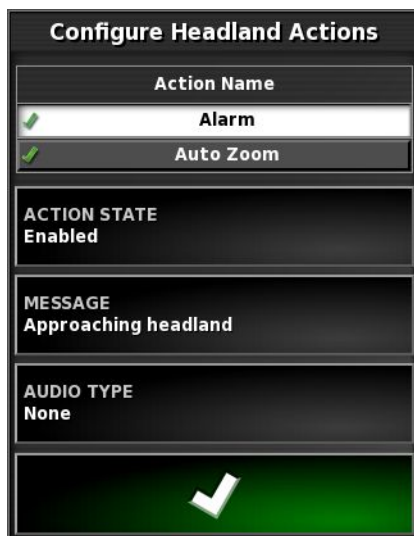 Configure Headland Actions
Action Name
Alarm
Auto Zoom
ACTION STATE
Enabled
MESSAGE
Approaching headland
AUDIO TYPE
None